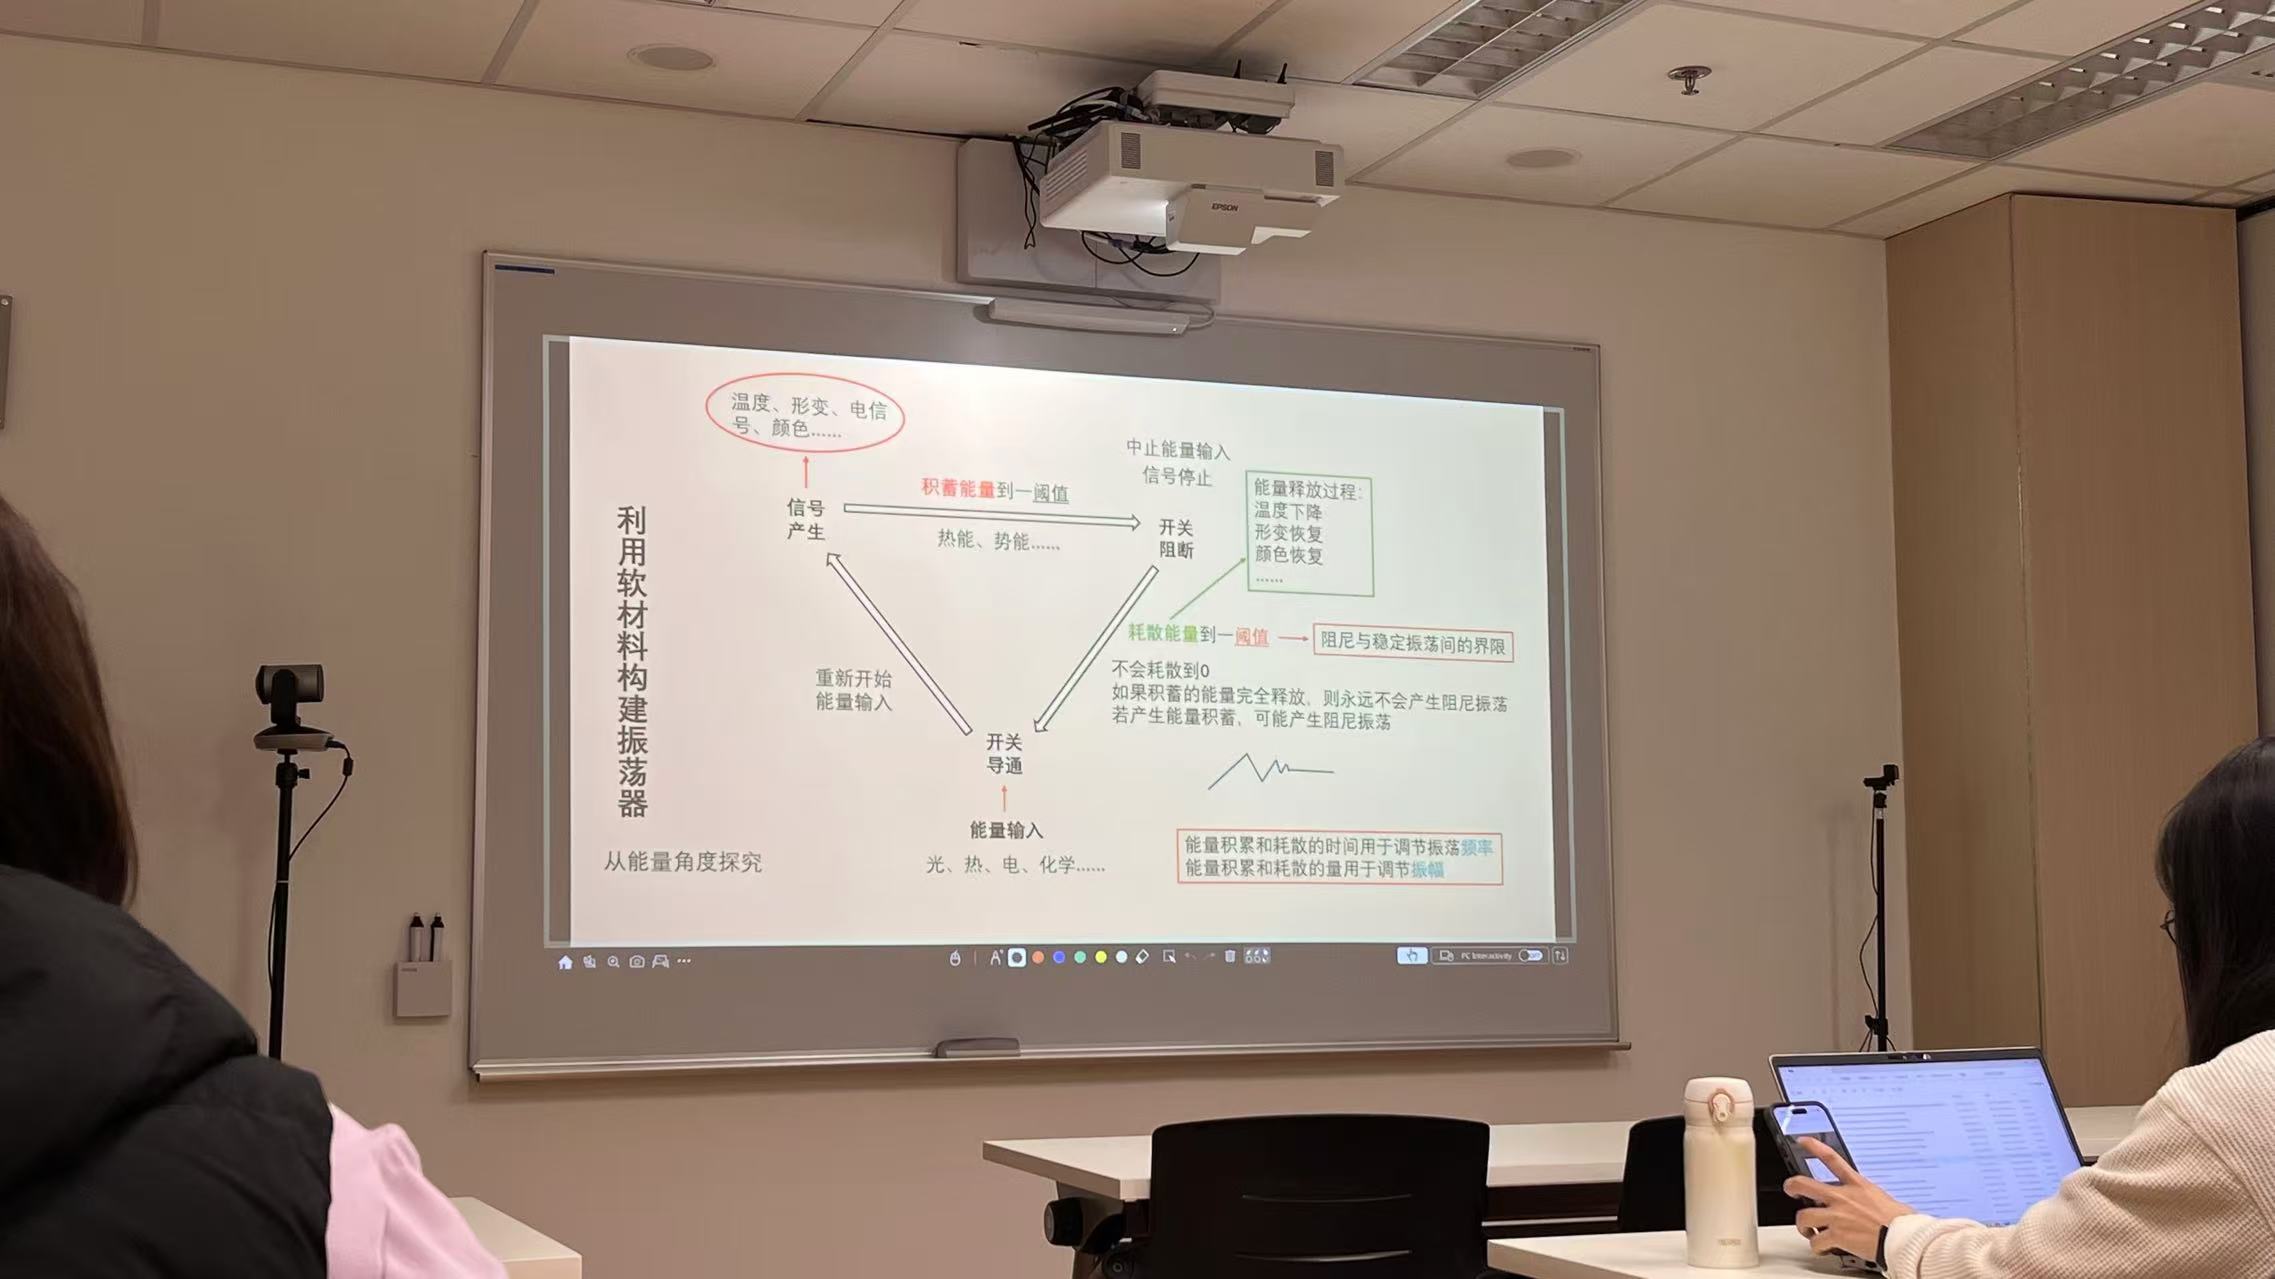 EPSON
利用软材料构建振荡器
从能量角度探究
温度、形变、电信
号、颜色……
信号
产生
积蓄能量到一阈值
热能、势能……
中止能量输入
信号停止
开关
阻断
能量释放过程：
温度下降
形变恢复
颜色恢复
……
耗散能量到一阈值
阻尼与稳定振荡间的界限
不会耗散到0
如果积蓄的能量完全释放，则永远不会产生阻尼振荡
若产生能量积蓄，可能产生阻尼振荡
重新开始
能量输入
开关
导通
能量输入
光、热、电、化学……
能量积累和耗散的时间用于调节振荡频率
能量积累和耗散的量用于调节振幅
PC Interactivity